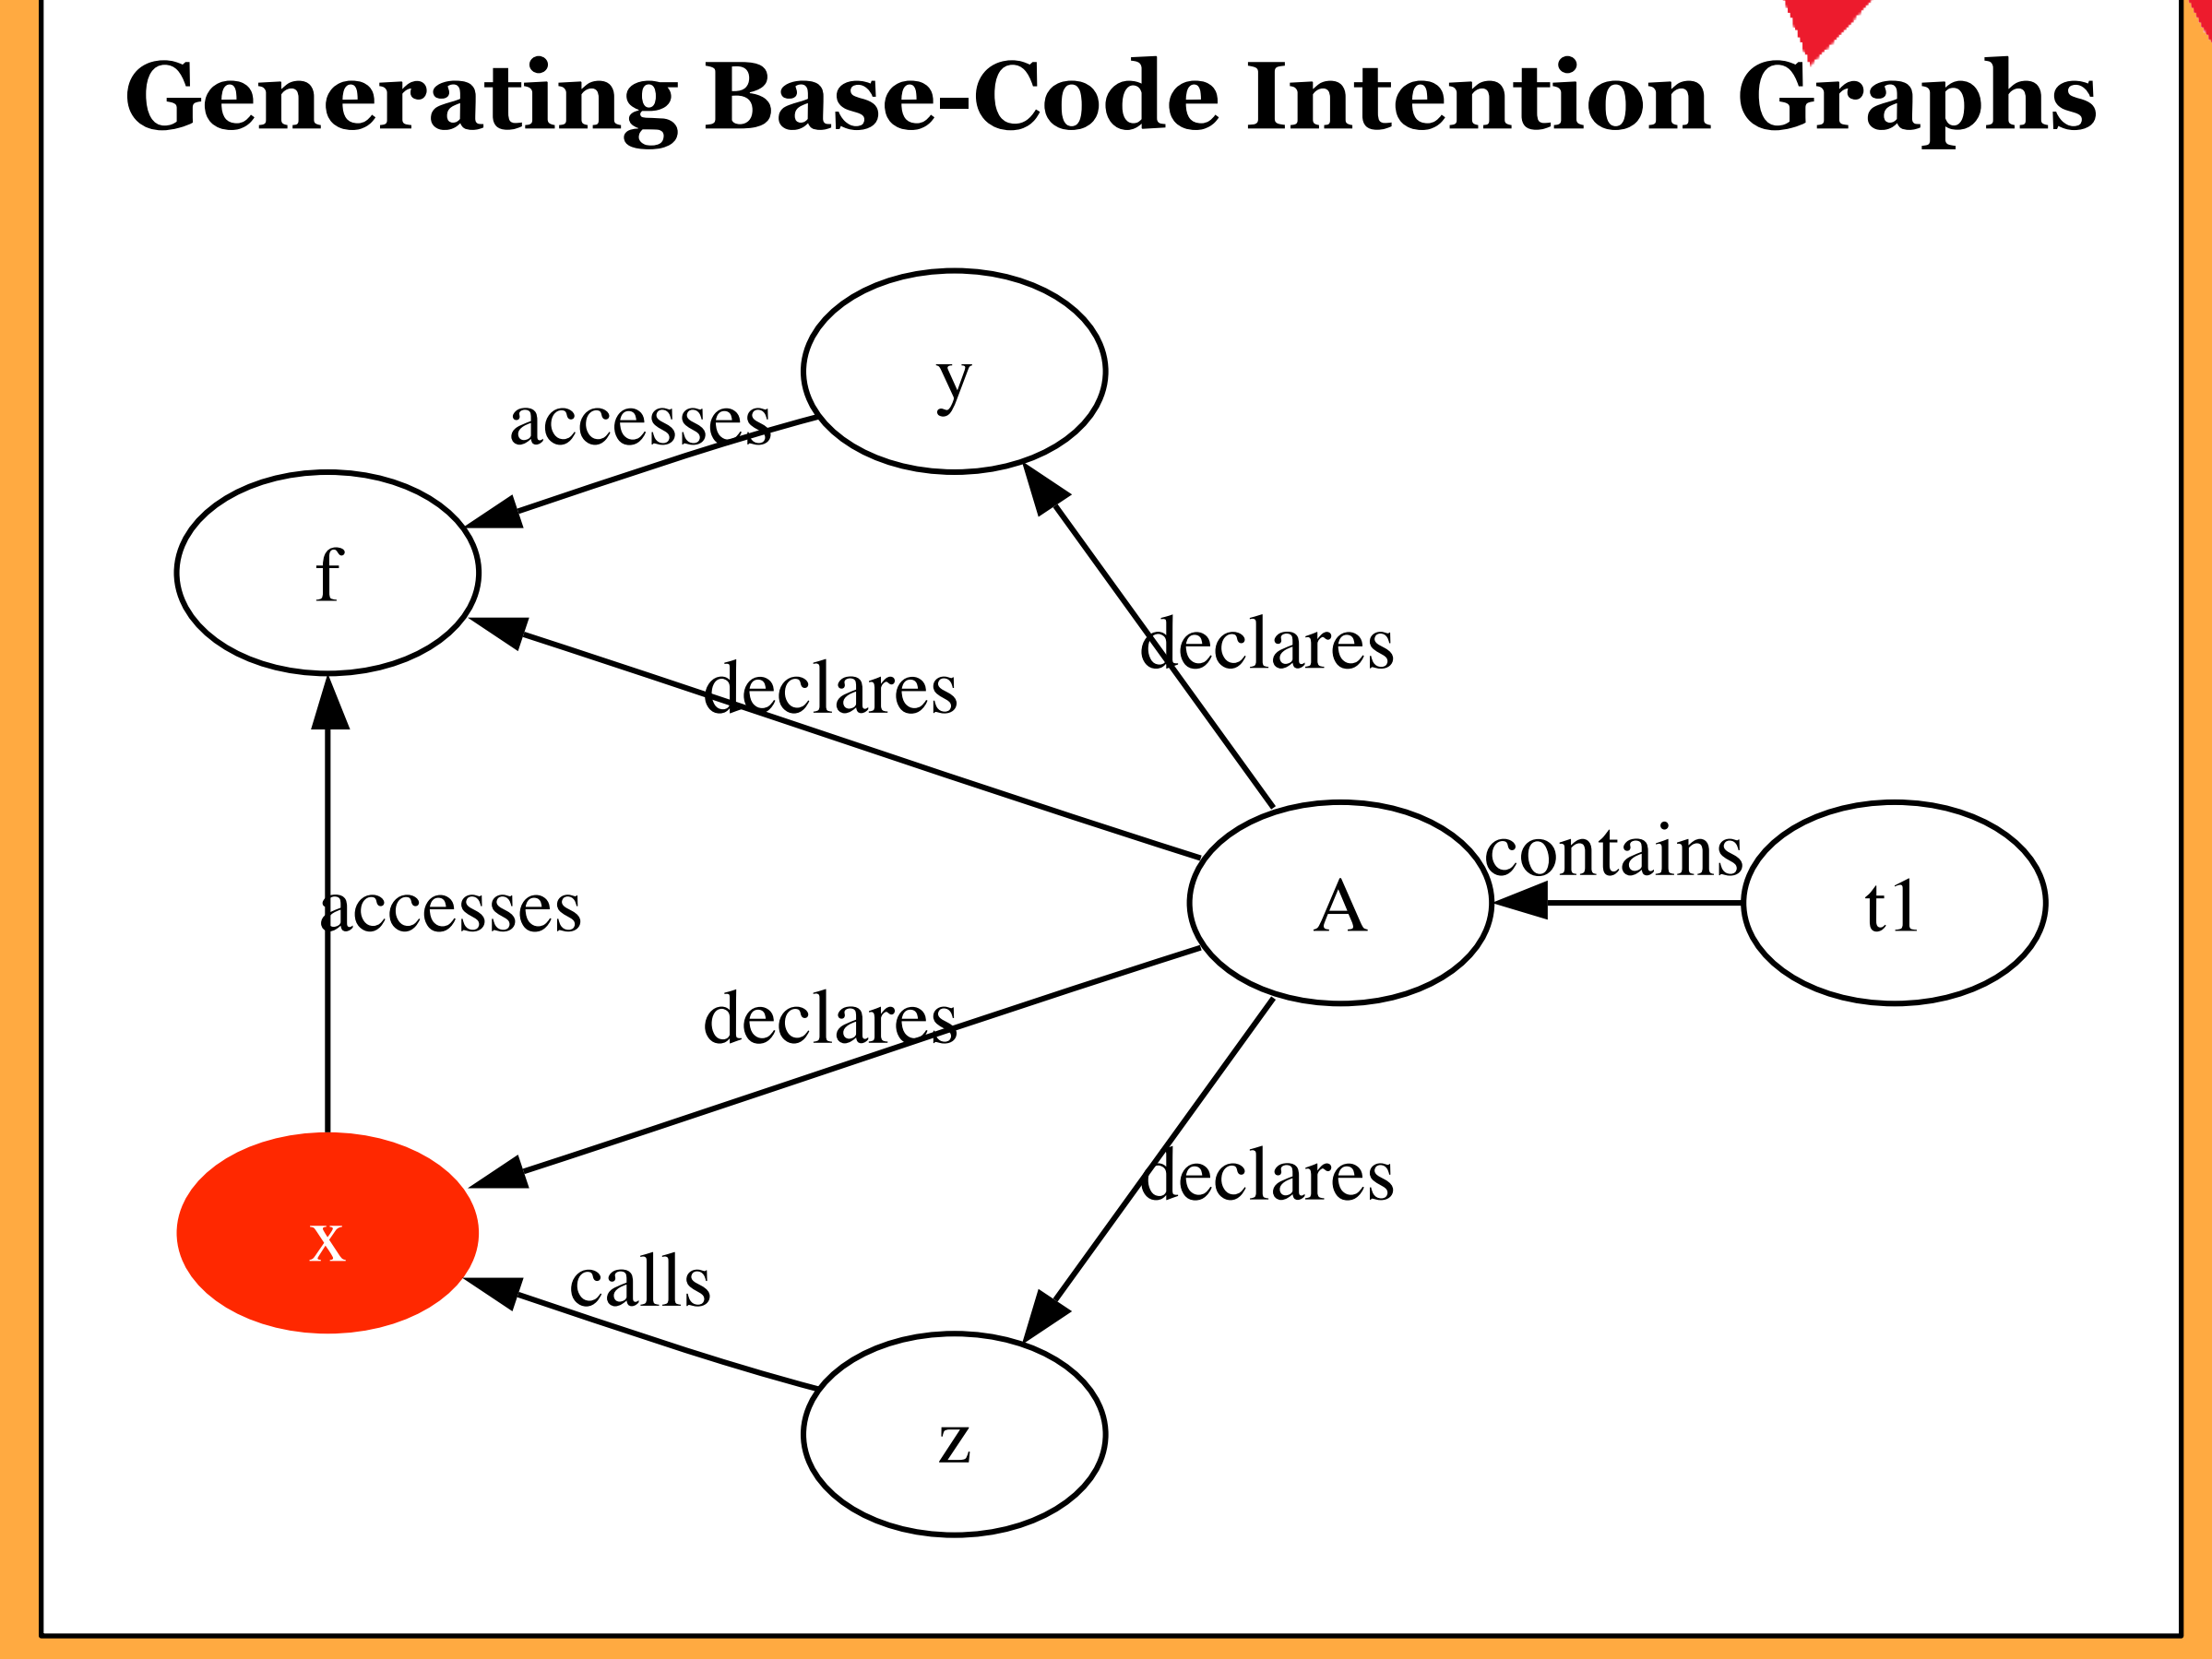 Generating Base-Code Intention Graphs
y
accesses
f
declares
declares
contains
A
t1
accesses
declares
declares
x
calls
z